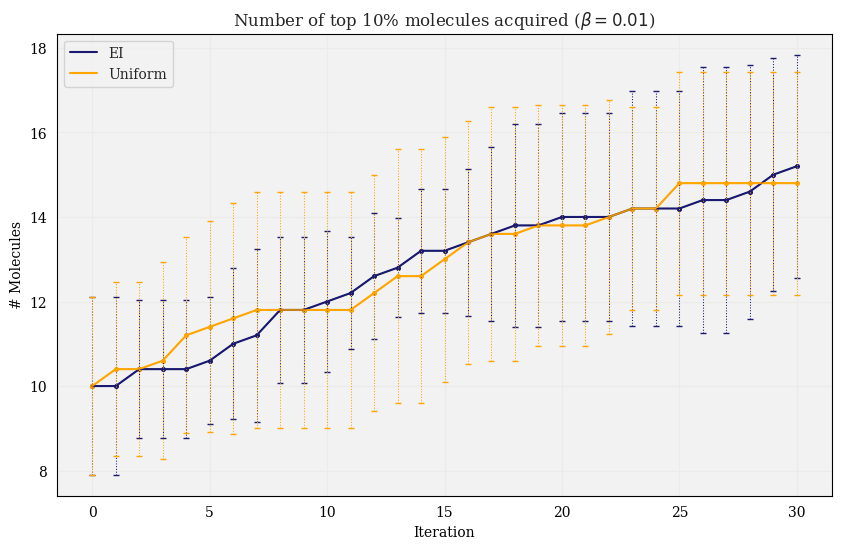 Number of top 10% molecules acquired (β = 0.01)
EI
Uniform
# Molecules
18
16
14
12
10
8
0 5 10 15 20 25 30
Iteration